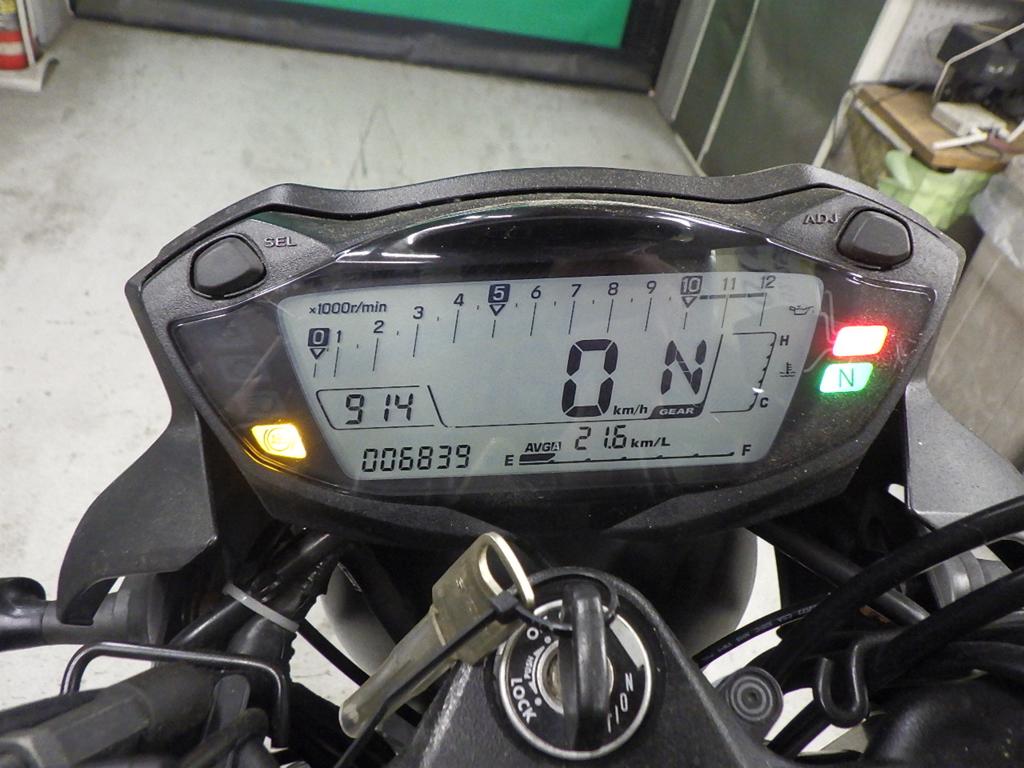 SEL
ADJ
×1000r/min
0 1 2 3 4 5 6 7 8 9 10 11 12
H
C
N
914
0 km/h
N
GEAR
006839
AVG A 21.6 km/L
E F
PUSH
LOCK